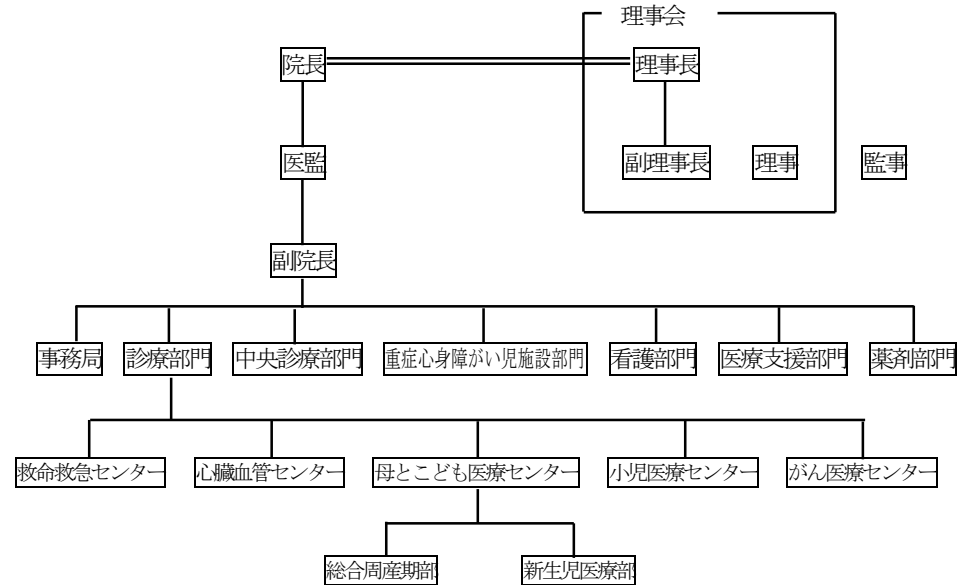 理事会
院長
理事長
医監
副理事長
理事
監事
副院長
事務局
診療部門
中央診療部門
重症心身障がい児施設部門
看護部門
医療支援部門
薬剤部門
救命救急センター
心臓血管センター
母とこども医療センター
小児医療センター
がん医療センター
総合周産期部
新生児医療部